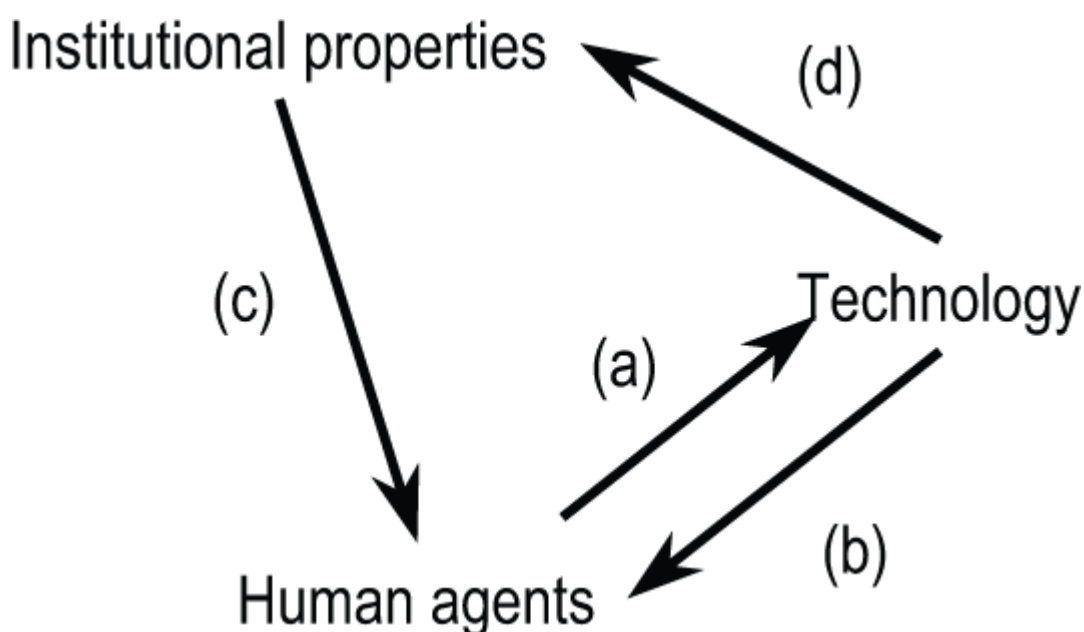 Institutional properties
(d)
(c)
Technology
(a)
(b)
Human agents